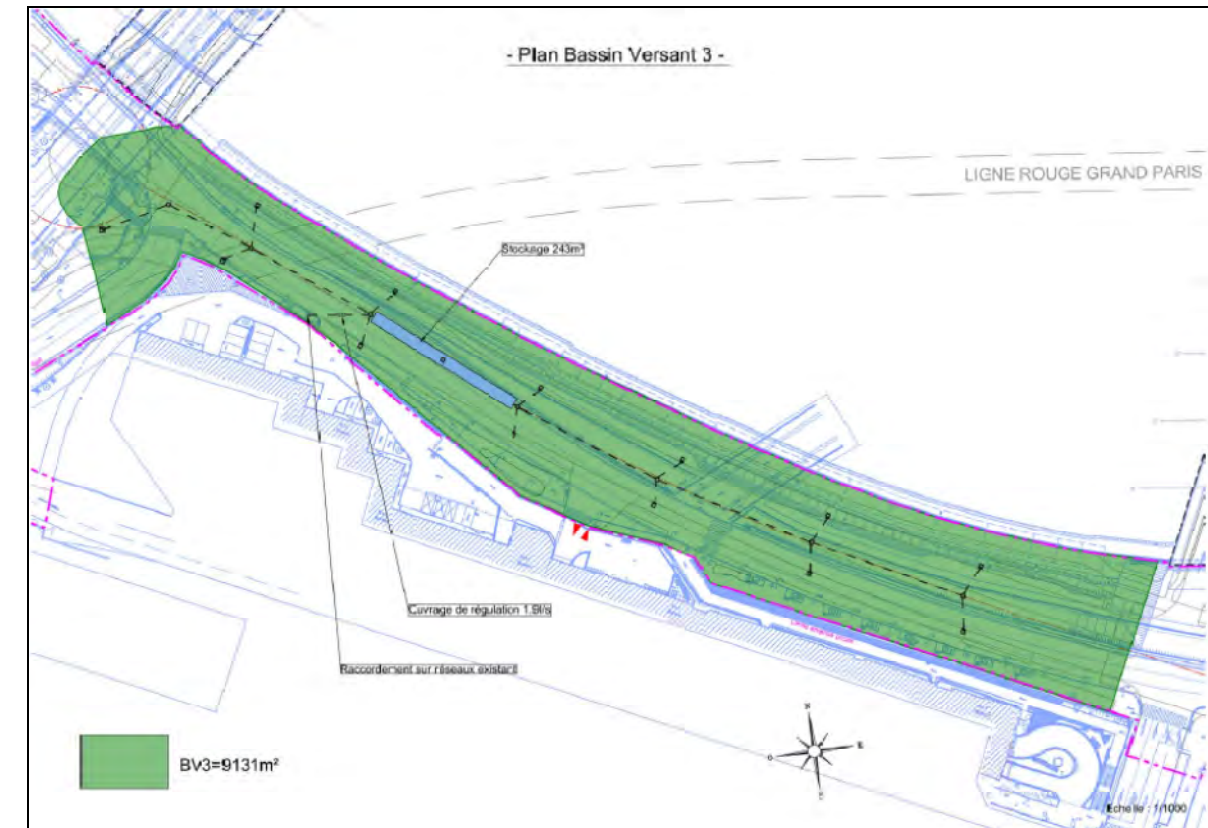 - Plan Bassin Versant 3 -
LIGNE ROUGE GRAND PARIS
Stockage 243m³
Ouvrage de régulation 1.9l/s
Raccordement sur réseaux existant
BV3=9131m²
N
E
S
O
Echelle : 1/1000